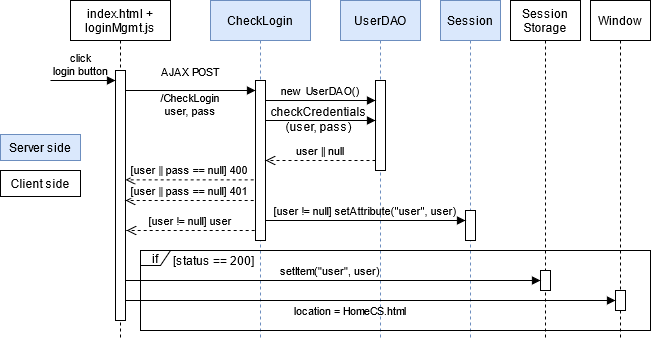 index.html +
loginMgmt.js
CheckLogin
UserDAO
Session
Session
Storage
Window
click
login button
AJAX POST
/CheckLogin
user, pass
new UserDAO()
checkCredentials
(user, pass)
user || null
Server side
Client side
[user || pass == null] 400
[user || pass == null] 401
[user != null] setAttribute("user", user)
[user != null] user
if
[status == 200]
setItem("user", user)
location = HomeCS.html